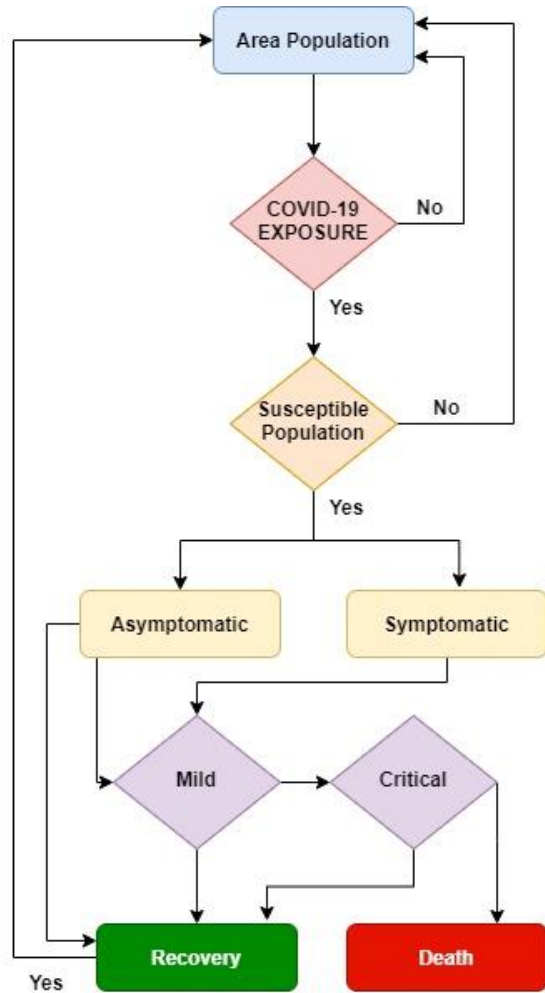 Area Population
COVID-19
EXPOSURE
No
Yes
Susceptible
Population
No
Yes
Asymptomatic
Symptomatic
Mild
Critical
Recovery
Death
Yes